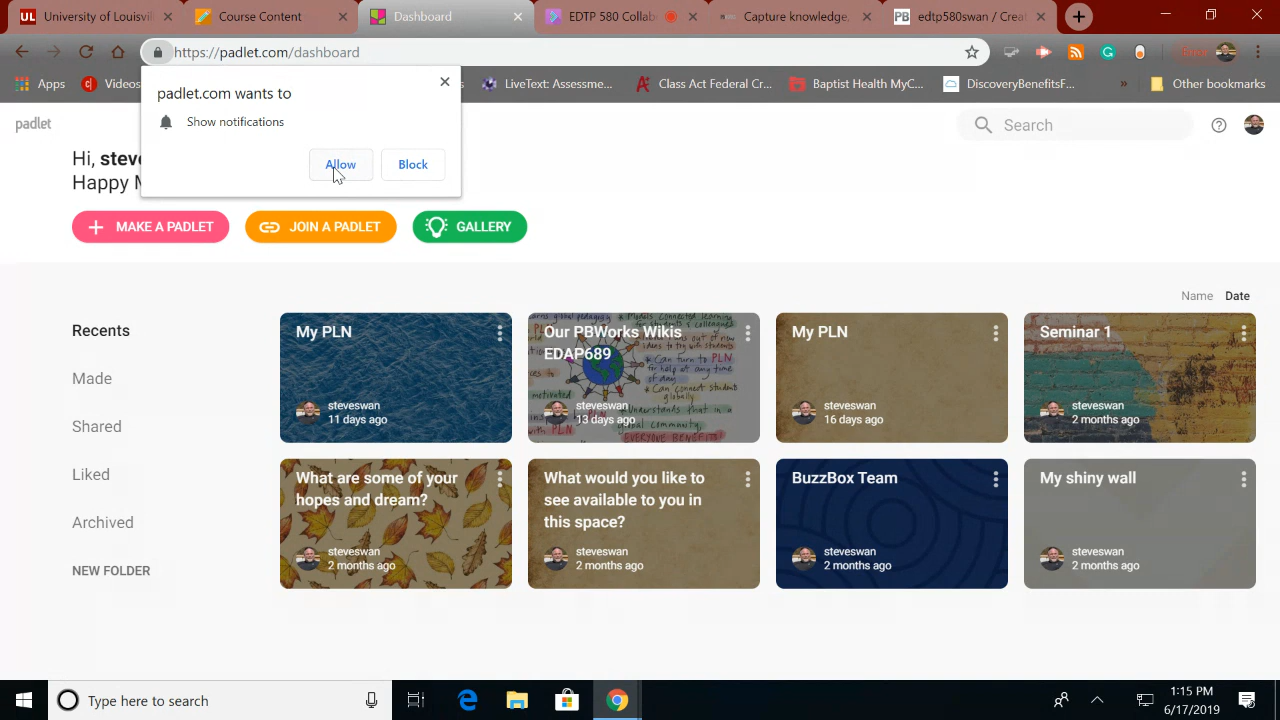 University of Louisvill
Course Content
Dashboard
EDTP 580 Collab
Capture knowledge,
PB
edtp580swan / Creat
https://padlet.com/dashboard
Apps
Videos
LiveText: Assessme...
Class Act Federal Cr...
Baptist Health MyC...
DiscoveryBenefitsF...
»
Other bookmarks
padlet.com wants to
Show notifications
Allow
Block
padlet
Search
Hi, steve
Happy M
MAKE A PADLET
JOIN A PADLET
GALLERY
Name Date
Recents
Made
Shared
Liked
Archived
NEW FOLDER
My PLN
steveswan
11 days ago
Our PBWorks Wikis
EDAP689
steveswan
13 days ago
My PLN
steveswan
16 days ago
Seminar 1
steveswan
2 months ago
What are some of your
hopes and dream?
steveswan
2 months ago
What would you like to
see available to you in
this space?
steveswan
2 months ago
BuzzBox Team
steveswan
2 months ago
My shiny wall
steveswan
2 months ago
Type here to search
1:15 PM
6/17/2019